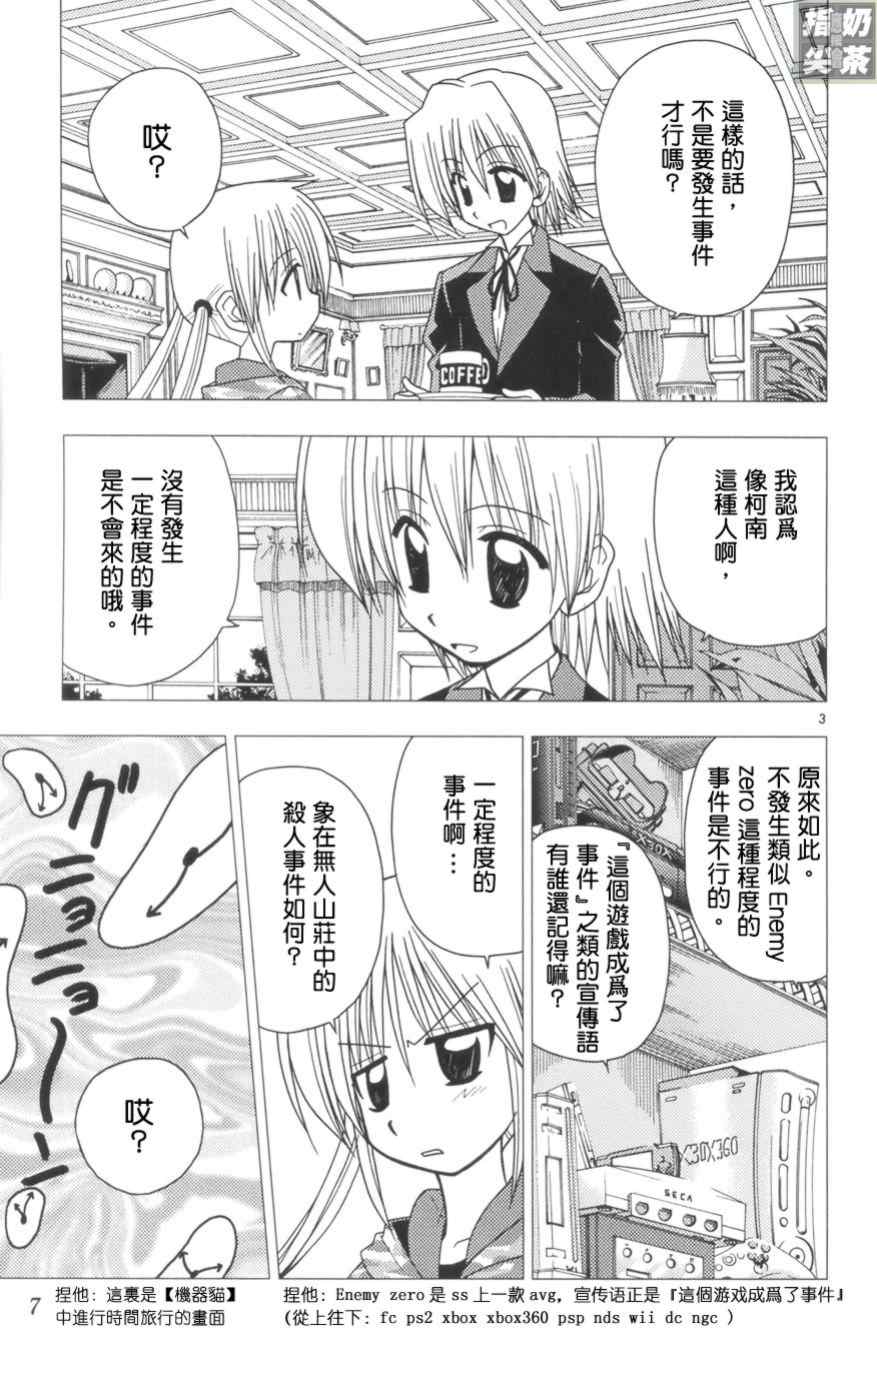 指奶
尖茶
這樣的話，
不是要發生事件
才行嗎？
哎？
COFFE
我認爲
像柯南
這種人啊，
沒有發生
一定程度的事件
是不會來的哦。
3
原來如此。
不發生類似 Enemy
zero 這種程度的
事件是不行的。
『這個遊戲成爲了
事件』之類的宣傳語
有誰還記得嘛？
X3DX360
SECA
一定程度的
事件啊…
象在無人山莊中的
殺人事件如何？
グニョニョ〜ン
哎？
7
捏他：這裏是【機器貓】
中進行時間旅行的畫面
捏他：Enemy zero 是 ss 上一款 avg，宣传语正是『這個游戏成爲了事件』
(從上往下：fc ps2 xbox xbox360 psp nds wii dc ngc )